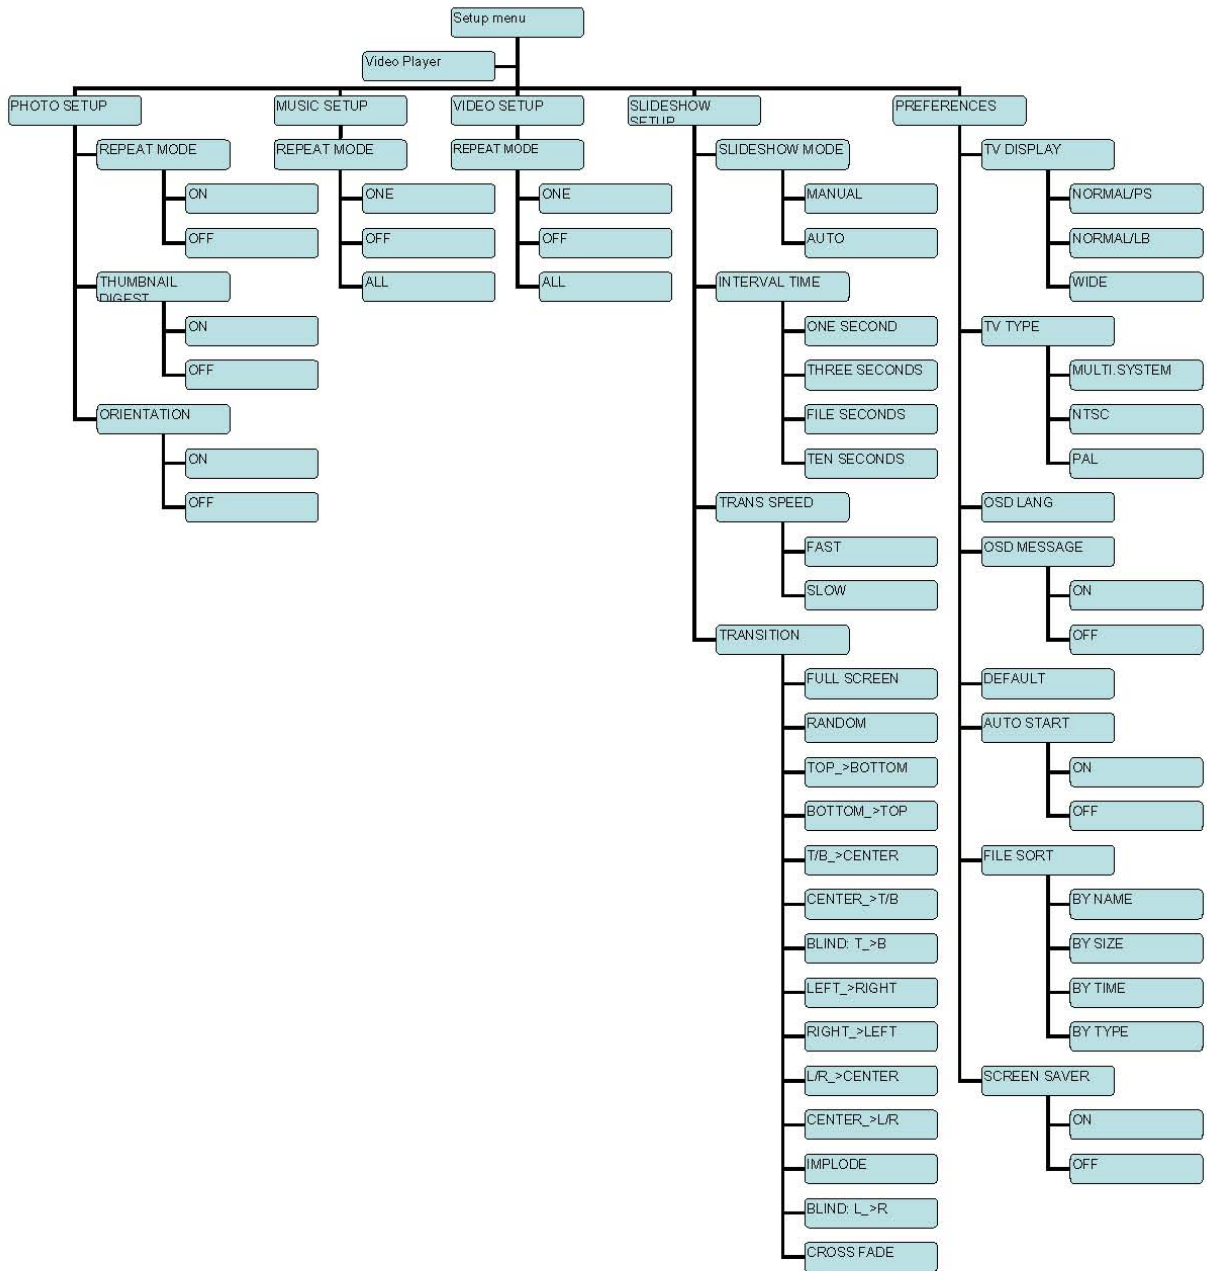 Setup menu
Video Player
PHOTO SETUP
REPEAT MODE
ON
OFF
THUMBNAIL
DIGEST
ON
OFF
ORIENTATION
ON
OFF
MUSIC SETUP
REPEAT MODE
ONE
OFF
ALL
VIDEO SETUP
REPEAT MODE
ONE
OFF
ALL
SLIDESHOW
SETUP
SLIDESHOW MODE
MANUAL
AUTO
INTERVAL TIME
ONE SECOND
THREE SECONDS
FILE SECONDS
TEN SECONDS
TRANS SPEED
FAST
SLOW
TRANSITION
FULL SCREEN
RANDOM
TOP_>BOTTOM
BOTTOM_>TOP
T/B_>CENTER
CENTER_>T/B
BLIND: T_>B
LEFT_>RIGHT
RIGHT_>LEFT
L/R_>CENTER
CENTER_>L/R
IMPLODE
BLIND: L_>R
CROSS FADE
PREFERENCES
TV DISPLAY
NORMAL/PS
NORMAL/LB
WIDE
TV TYPE
MULTI.SYSTEM
NTSC
PAL
OSD LANG
OSD MESSAGE
ON
OFF
DEFAULT
AUTO START
ON
OFF
FILE SORT
BY NAME
BY SIZE
BY TIME
BY TYPE
SCREEN SAVER
ON
OFF